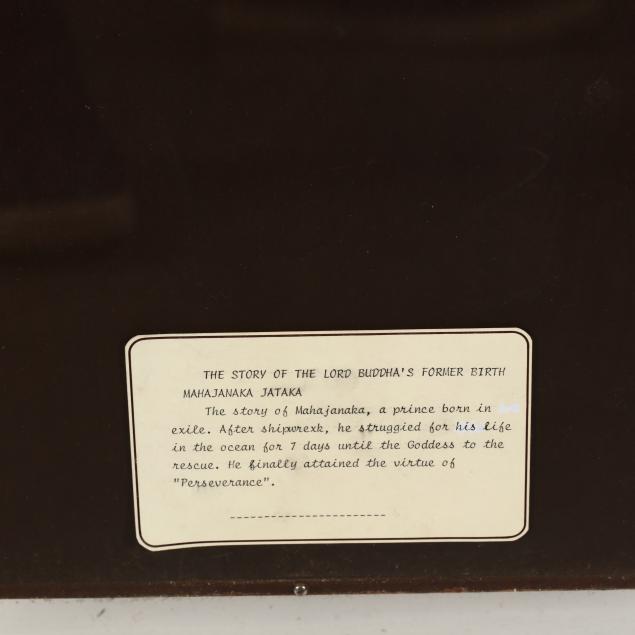 THE STORY OF THE LORD BUDDHA'S FORMER BIRTH
MAHAJANAKA JATAKA
The story of Mahajanaka, a prince born in
exile. After shipwrexk, he struggied for his life
in the ocean for 7 days until the Goddess to the
rescue. He finally attained the virtue of
"Perseverance".
-----------------------